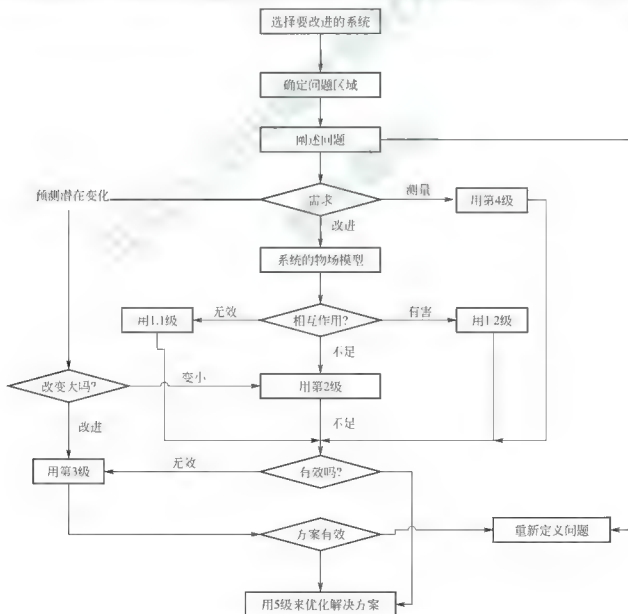 选择要改进的系统
确定问题区域
阐述问题
预测潜在变化
需求
测量
用第4级
改进
系统的物场模型
用1.1级
无效
相互作用?
有害
用1.2级
不足
改变大吗?
变小
用第2级
改进
不足
用第3级
无效
有效吗?
方案有效
重新定义问题
用5级来优化解决方案